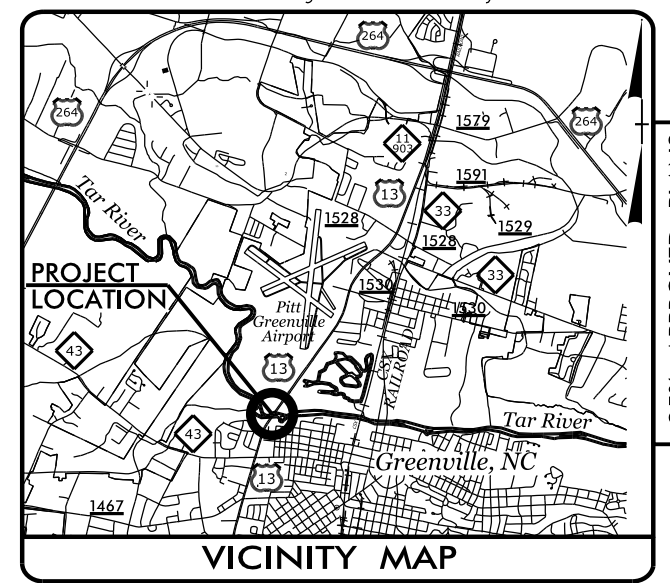 264
264
11
903
1579
264
1591
13
33
Tar River
1528
1529
1528
33
PROJECT
LOCATION
1530
1530
Pitt
Greenville
Airport
CSX
RAILROAD
43
13
Tar River
43
Greenville, NC
13
1467
VICINITY MAP